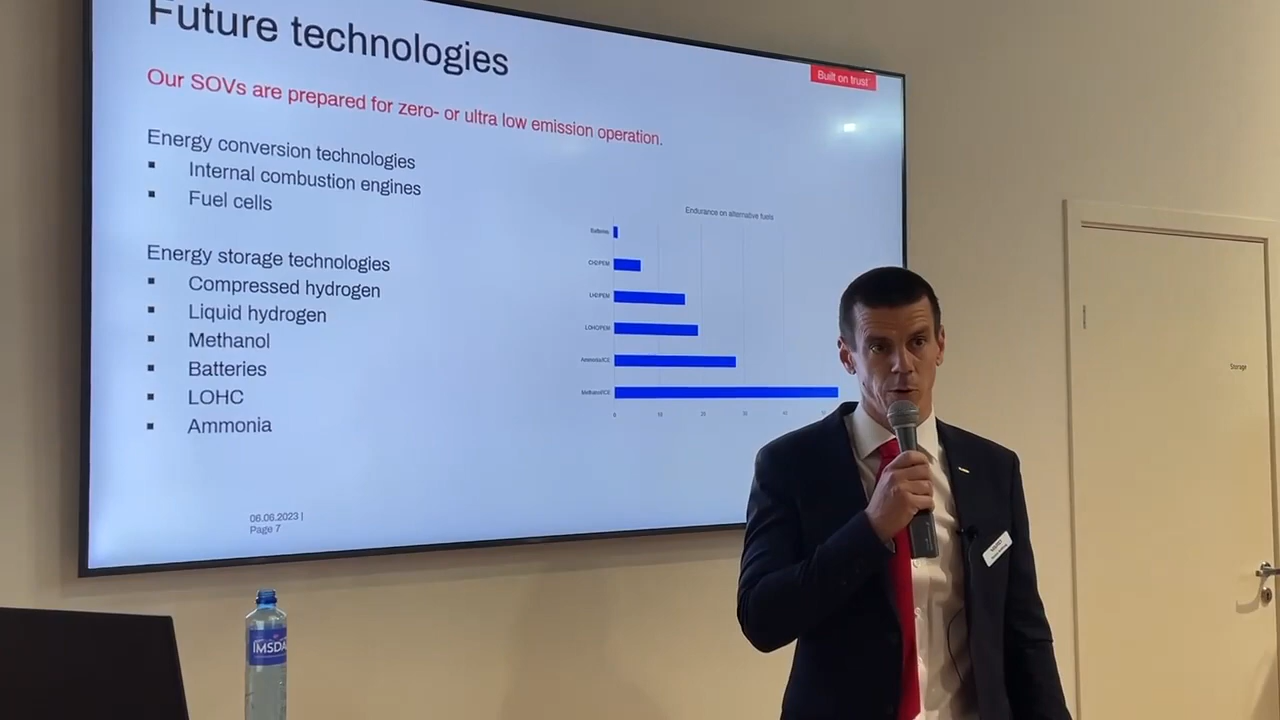 Future technologies
Built on trust
Our SOVs are prepared for zero- or ultra low emission operation.
Energy conversion technologies
▪ Internal combustion engines
▪ Fuel cells
Energy storage technologies
▪ Compressed hydrogen
▪ Liquid hydrogen
▪ Methanol
▪ Batteries
▪ LOHC
▪ Ammonia
Endurance on alternative fuels
Batteries
CH2/PEM
LH2/PEM
LOHC/PEM
Ammonia/ICE
Methanol/ICE
0 10 20 30 40
06.06.2023 |
Page 7
Storage
IMSDA